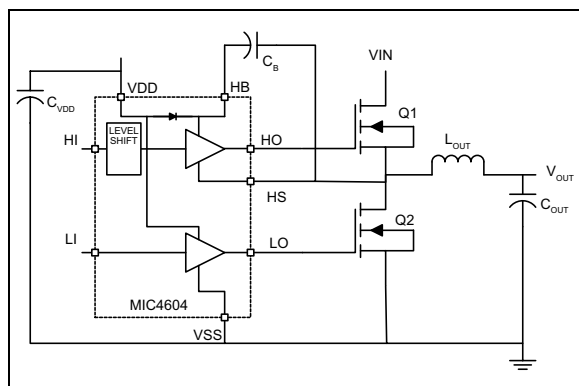 VIN
C_B
VDD
HB
C_VDD
Q1
HI
LEVEL
SHIFT
HO
L_OUT
V_OUT
HS
C_OUT
Q2
LI
LO
MIC4604
VSS